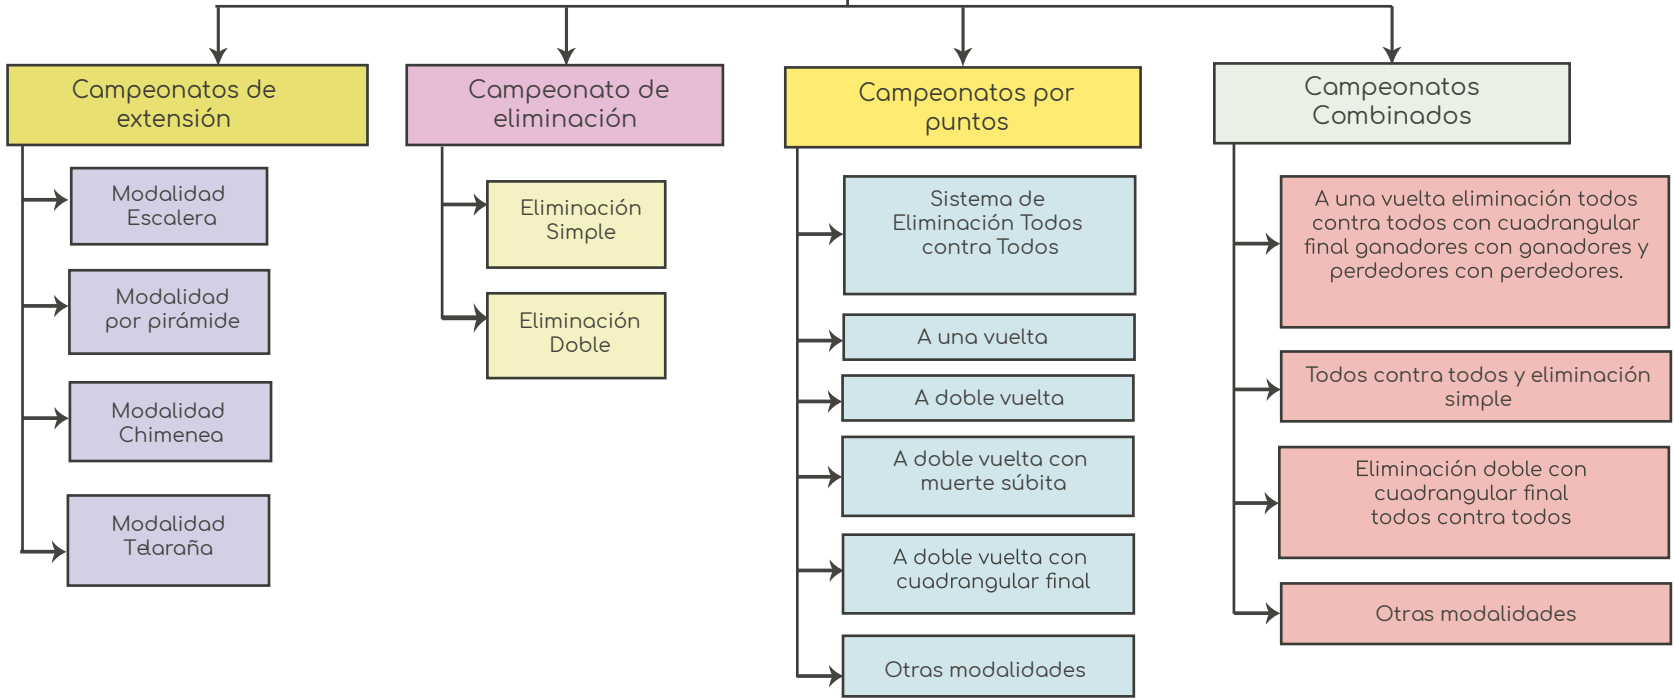 Campeonatos de
extensión
Modalidad
Escalera
Modalidad
por pirámide
Modalidad
Chimenea
Modalidad
Telaraña
Campeonato de
eliminación
Eliminación
Simple
Eliminación
Doble
Campeonatos por
puntos
Sistema de
Eliminación Todos
contra Todos
A una vuelta
A doble vuelta
A doble vuelta con
muerte súbita
A doble vuelta con
cuadrangular final
Otras modalidades
Campeonatos
Combinados
A una vuelta eliminación todos
contra todos con cuadrangular
final ganadores con ganadores y
perdedores con perdedores.
Todos contra todos y eliminación
simple
Eliminación doble con
cuadrangular final
todos contra todos
Otras modalidades